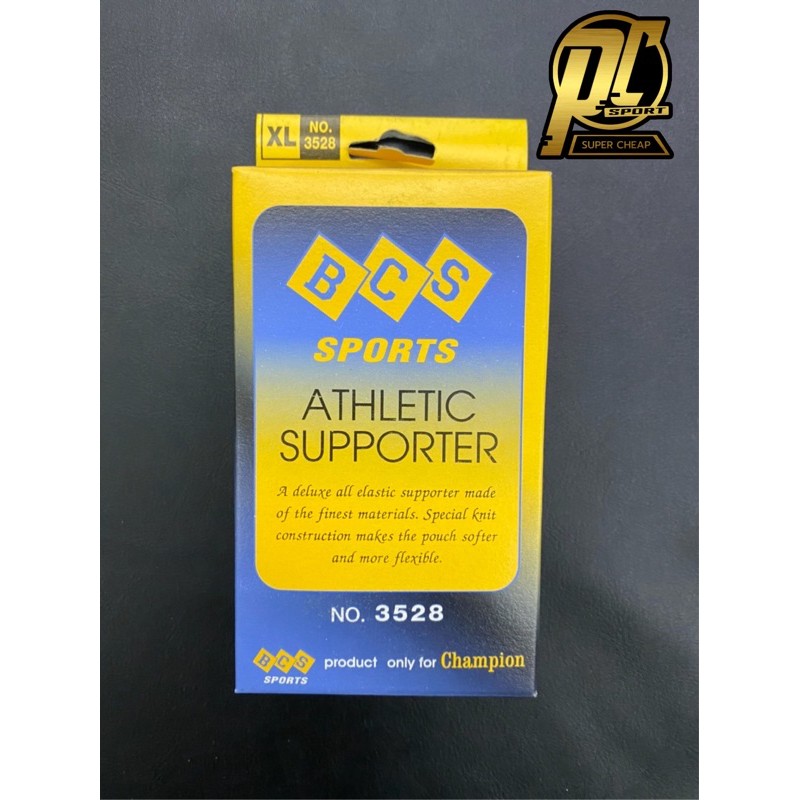 PC
SPORT
SUPER CHEAP
XL
NO.
3528
BCS
SPORTS
ATHLETIC
SUPPORTER
A deluxe all elastic supporter made
of the finest materials. Special knit
construction makes the pouch softer
and more flexible.
NO. 3528
BCS
SPORTS
product only for Champion